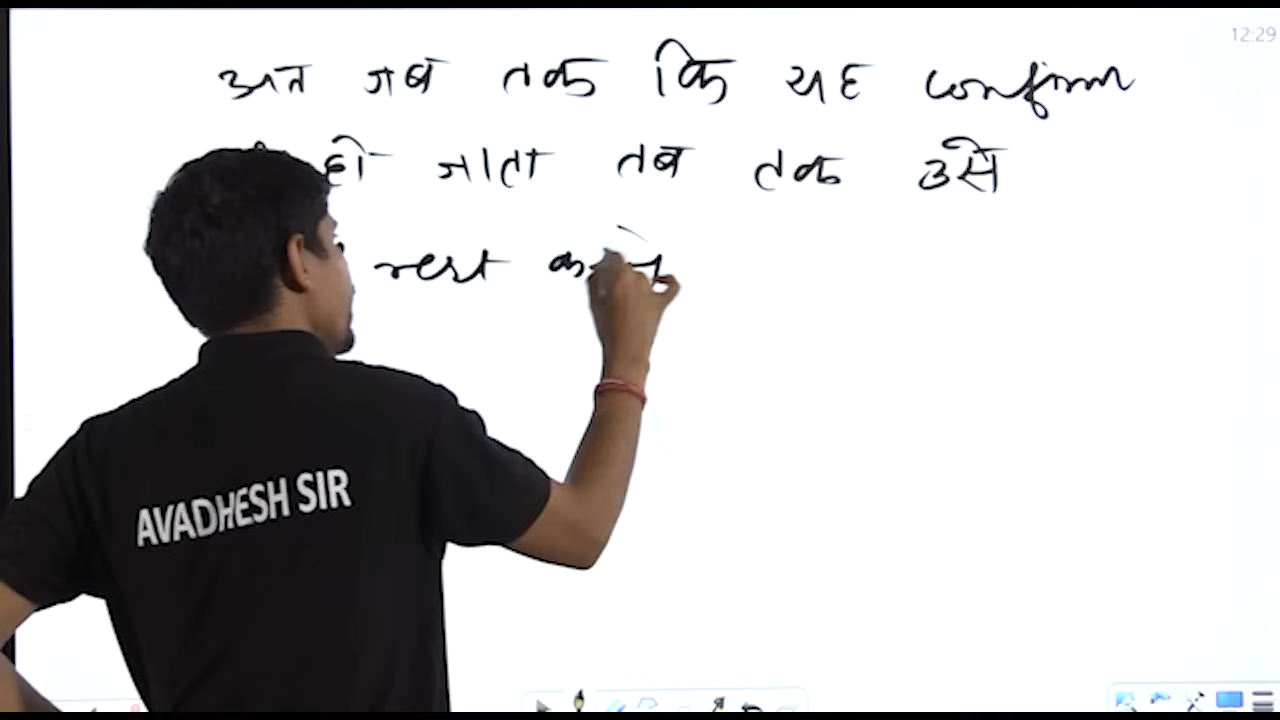 12:29
अत जब तक कि यह confirm
हो जाता तब तक उसे
rest
AVADHESH SIR